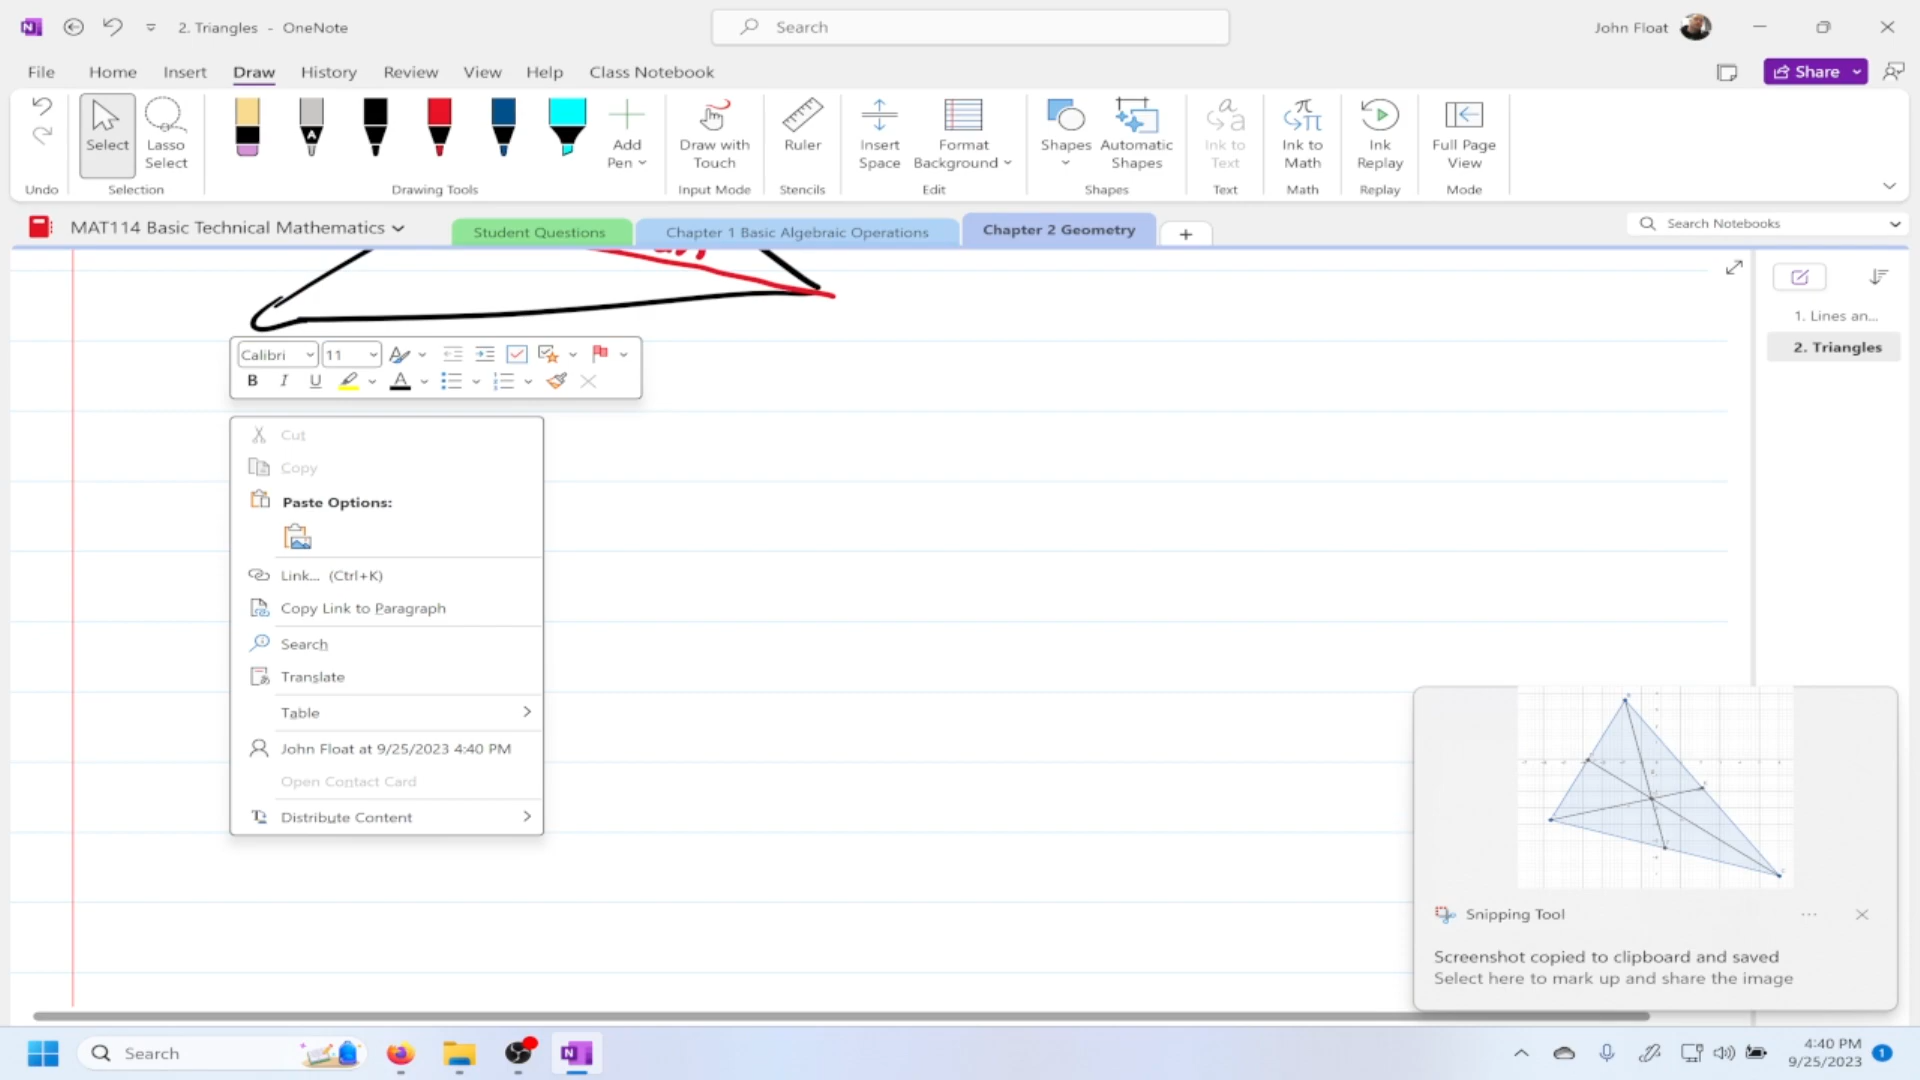 2. Triangles - OneNote
Search
John Float
File Home Insert Draw History Review View Help Class Notebook
Share
Select
Lasso Select
Add Pen
Draw with Touch
Ruler
Insert Space
Format Background
Shapes
Automatic Shapes
Ink to Text
Ink to Math
Ink Replay
Full Page View
Undo Selection Drawing Tools Input Mode Stencils Edit Shapes Text Math Replay Mode
MAT114 Basic Technical Mathematics
Student Questions
Chapter 1 Basic Algebraic Operations
Chapter 2 Geometry
Search Notebooks
1. Lines an...
2. Triangles
Calibri 11
B I U
Cut
Copy
Paste Options:
Link... (Ctrl+K)
Copy Link to Paragraph
Search
Translate
Table
John Float at 9/25/2023 4:40 PM
Open Contact Card
Distribute Content
Snipping Tool
Screenshot copied to clipboard and saved
Select here to mark up and share the image
Search
4:40 PM
9/25/2023
1